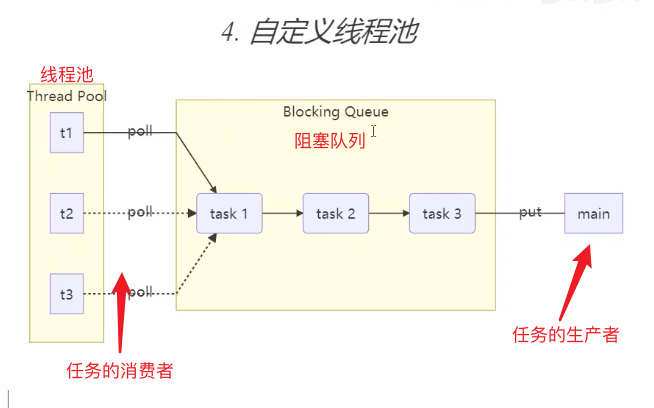 4. 自定义线程池
线程池
Thread Pool
Blocking Queue
阻塞队列
t1
poll
t2
poll
task 1
task 2
task 3
put
main
t3
poll
任务的消费者
任务的生产者